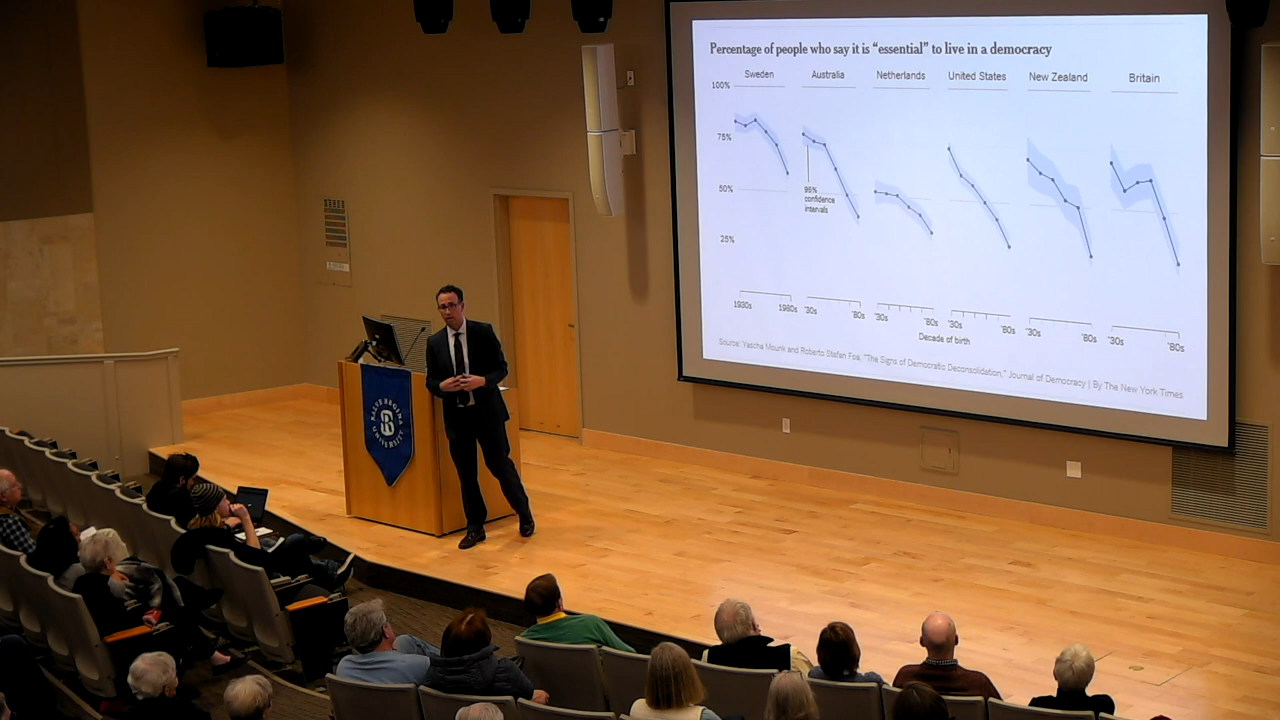 Percentage of people who say it is “essential” to live in a democracy
Sweden Australia Netherlands United States New Zealand Britain
100%
75%
50%
25%
95%
confidence
intervals
1930s 1980s '30s '80s '30s '80s '30s '80s '30s '80s '30s '80s
Decade of birth
Source: Yascha Mounk and Roberto Stefan Foa, "The Signs of Democratic Deconsolidation," Journal of Democracy | By The New York Times
SALVE REGINA
UNIVERSITY